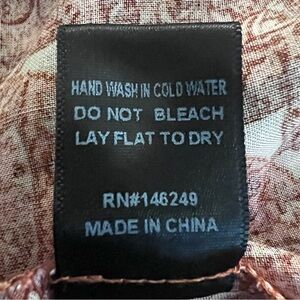 HAND WASH IN COLD WATER
DO NOT BLEACH
LAY FLAT TO DRY
RN#146249
MADE IN CHINA